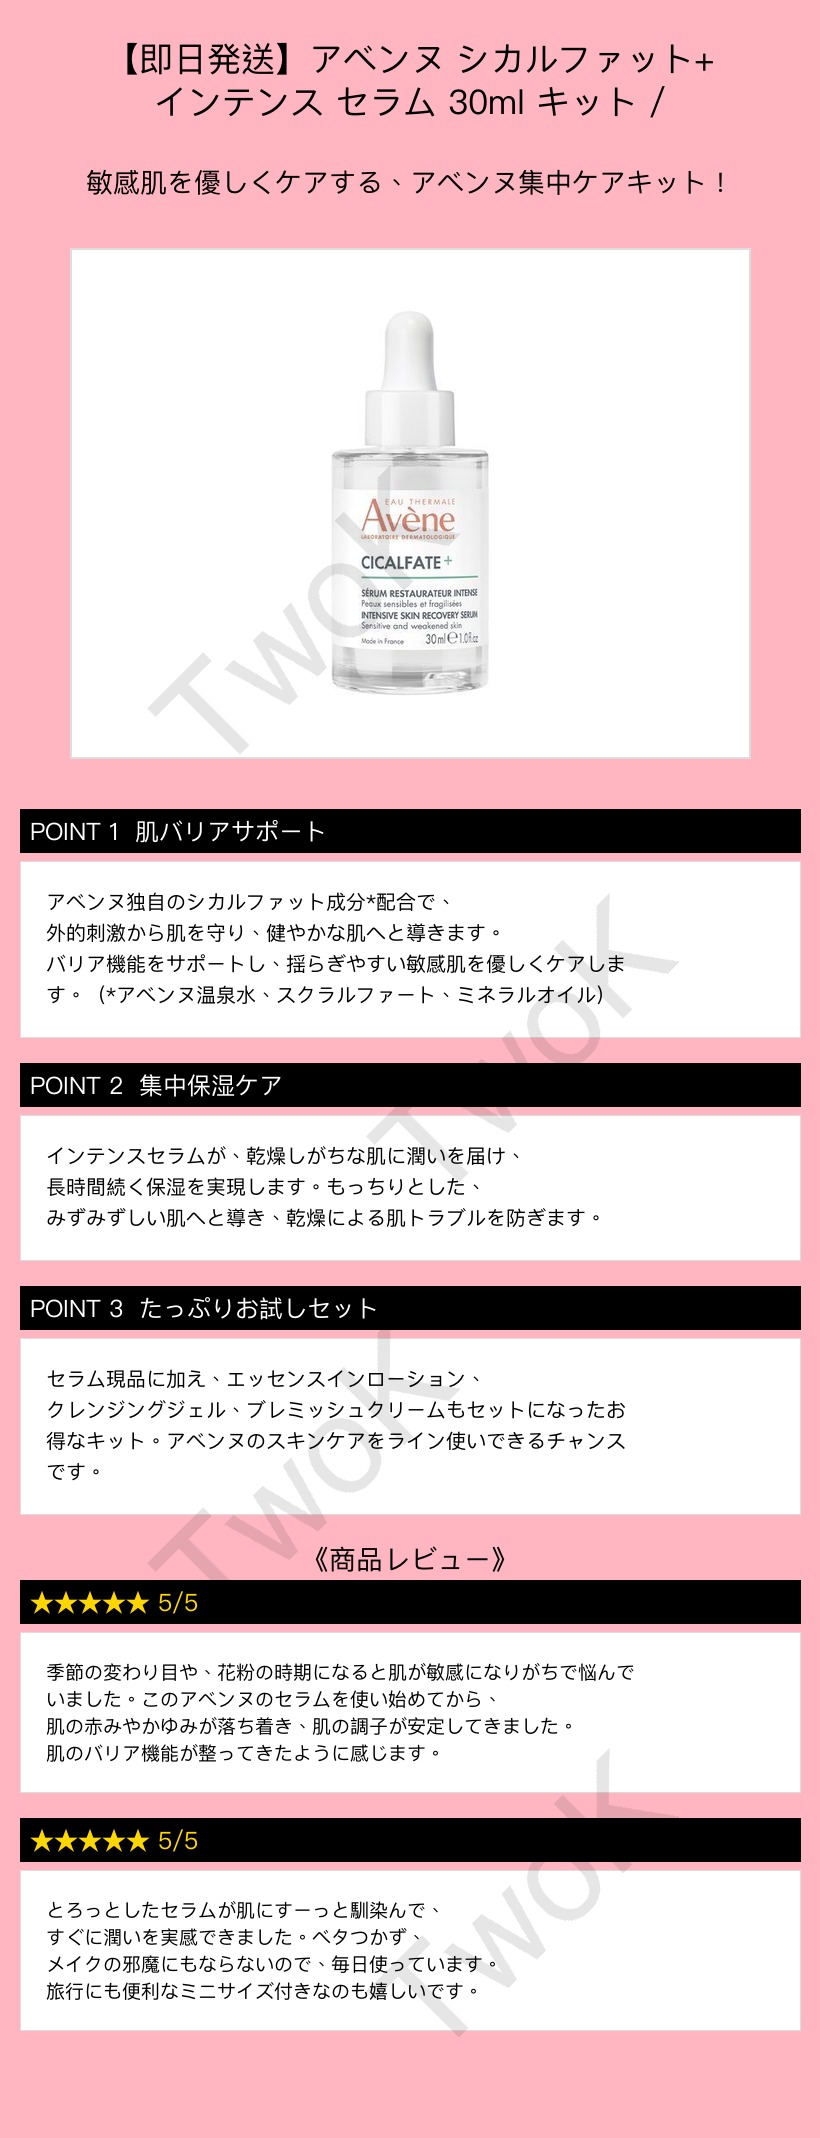 【即日発送】アベンヌ シカルファット+
インテンス セラム 30ml キット /
敏感肌を優しくケアする、アベンヌ集中ケアキット！
EAU THERMALE
Avène
LABORATOIRE DERMATOLOGIQUE
CICALFATE+
SÉRUM RESTAURATEUR INTENSE
Peaux sensibles et fragilisées
INTENSIVE SKIN RECOVERY SERUM
Sensitive and weakened skin
Made in France 30 ml ℮ 1.0 fl.oz
TwoK
POINT 1 肌バリアサポート
アベンヌ独自のシカルファット成分*配合で、
外的刺激から肌を守り、健やかな肌へと導きます。
バリア機能をサポートし、揺らぎやすい敏感肌を優しくケアしま
す。（*アベンヌ温泉水、スクラルファート、ミネラルオイル）
TwoK
POINT 2 集中保湿ケア
インテンスセラムが、乾燥しがちな肌に潤いを届け、
長時間続く保湿を実現します。もっちりとした、
みずみずしい肌へと導き、乾燥による肌トラブルを防ぎます。
POINT 3 たっぷりお試しセット
セラム現品に加え、エッセンスインローション、
クレンジングジェル、ブレミッシュクリームもセットになったお
得なキット。アベンヌのスキンケアをライン使いできるチャンス
です。
TwoK
《商品レビュー》
★★★★★ 5/5
季節の変わり目や、花粉の時期になると肌が敏感になりがちで悩んで
いました。このアベンヌのセラムを使い始めてから、
肌の赤みやかゆみが落ち着き、肌の調子が安定してきました。
肌のバリア機能が整ってきたように感じます。
★★★★★ 5/5
とろっとしたセラムが肌にすーっと馴染んで、
すぐに潤いを実感できました。ベタつかず、
メイクの邪魔にもならないので、毎日使っています。
旅行にも便利なミニサイズ付きなのも嬉しいです。
TwoK